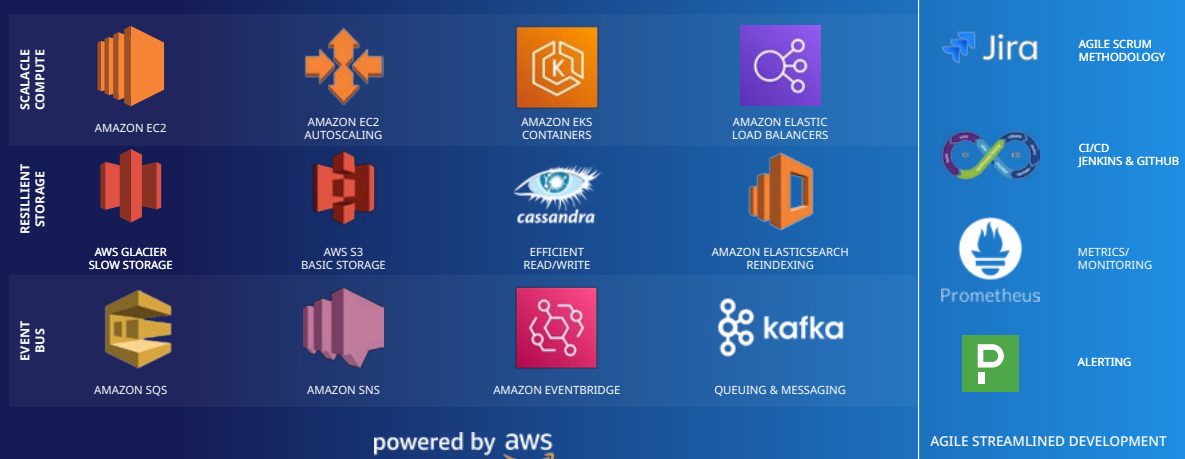 SCALACLE
COMPUTE
AMAZON EC2
AMAZON EC2
AUTOSCALING
AMAZON EKS
CONTAINERS
AMAZON ELASTIC
LOAD BALANCERS
RESILLIENT
STORAGE
AWS GLACIER
SLOW STORAGE
AWS S3
BASIC STORAGE
cassandra
EFFICIENT
READ/WRITE
AMAZON ELASTICSEARCH
REINDEXING
EVENT
BUS
AMAZON SQS
AMAZON SNS
AMAZON EVENTBRIDGE
kafka
QUEUING & MESSAGING
powered by aws
Jira
AGILE SCRUM
METHODOLOGY
CI/CD
JENKINS & GITHUB
Prometheus
METRICS/
MONITORING
P
ALERTING
AGILE STREAMLINED DEVELOPMENT